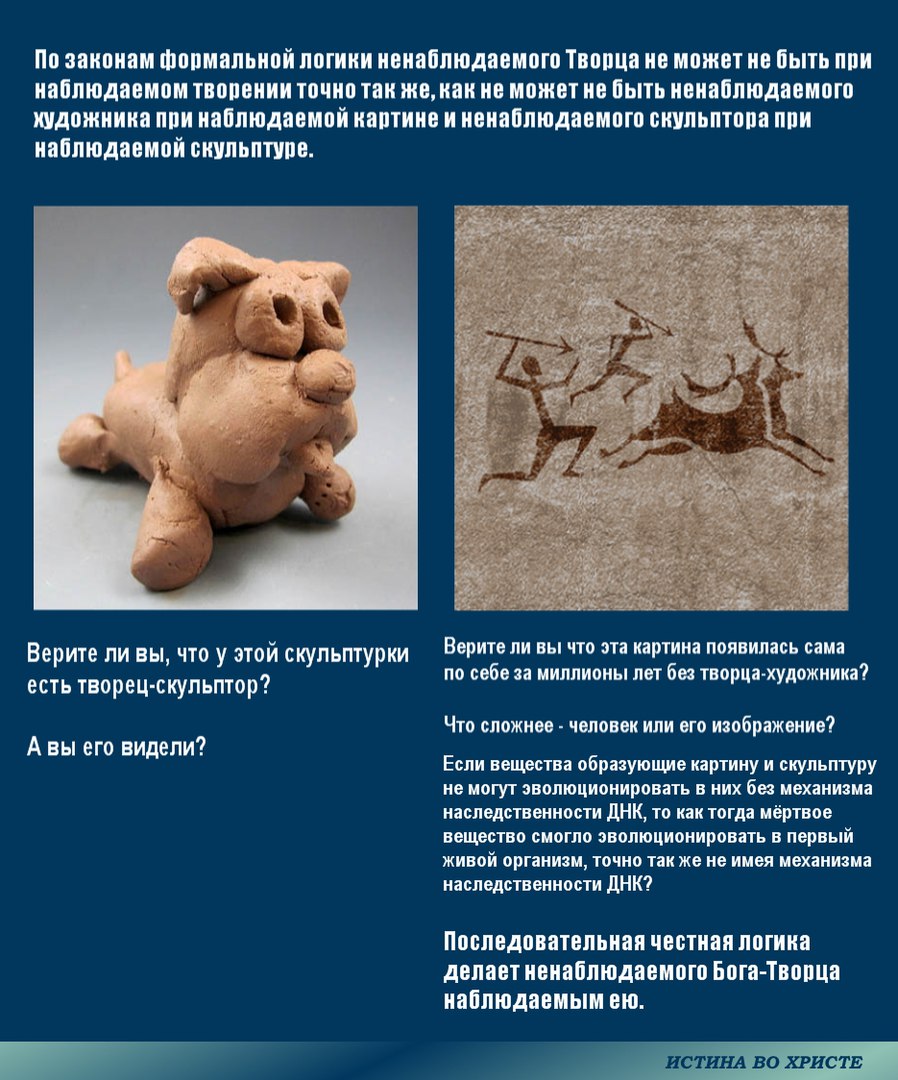 По законам формальной логики ненаблюдаемого Творца не может не быть при
наблюдаемом творении точно так же, как не может не быть ненаблюдаемого
художника при наблюдаемой картине и ненаблюдаемого скульптора при
наблюдаемой скульптуре.
Верите ли вы, что у этой скульптурки
есть творец-скульптор?
А вы его видели?
Верите ли вы что эта картина появилась сама
по себе за миллионы лет без творца-художника?
Что сложнее - человек или его изображение?
Если вещества образующие картину и скульптуру
не могут эволюционировать в них без механизма
наследственности ДНК, то как тогда мёртвое
вещество смогло эволюционировать в первый
живой организм, точно так же не имея механизма
наследственности ДНК?
Последовательная честная логика
делает ненаблюдаемого Бога-Творца
наблюдаемым ею.
ИСТИНА ВО ХРИСТЕ